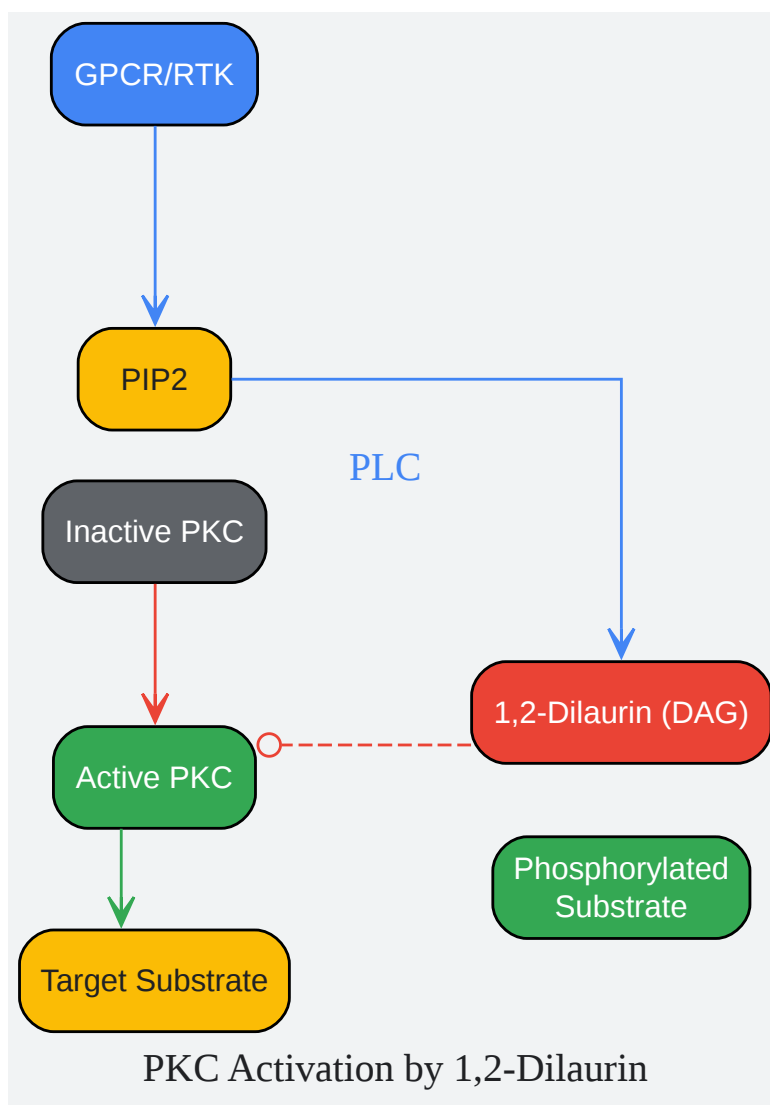 GPCR/RTK
PIP2
PLC
Inactive PKC
1,2-Dilaurin (DAG)
Active PKC
Phosphorylated
Substrate
Target Substrate
PKC Activation by 1,2-Dilaurin